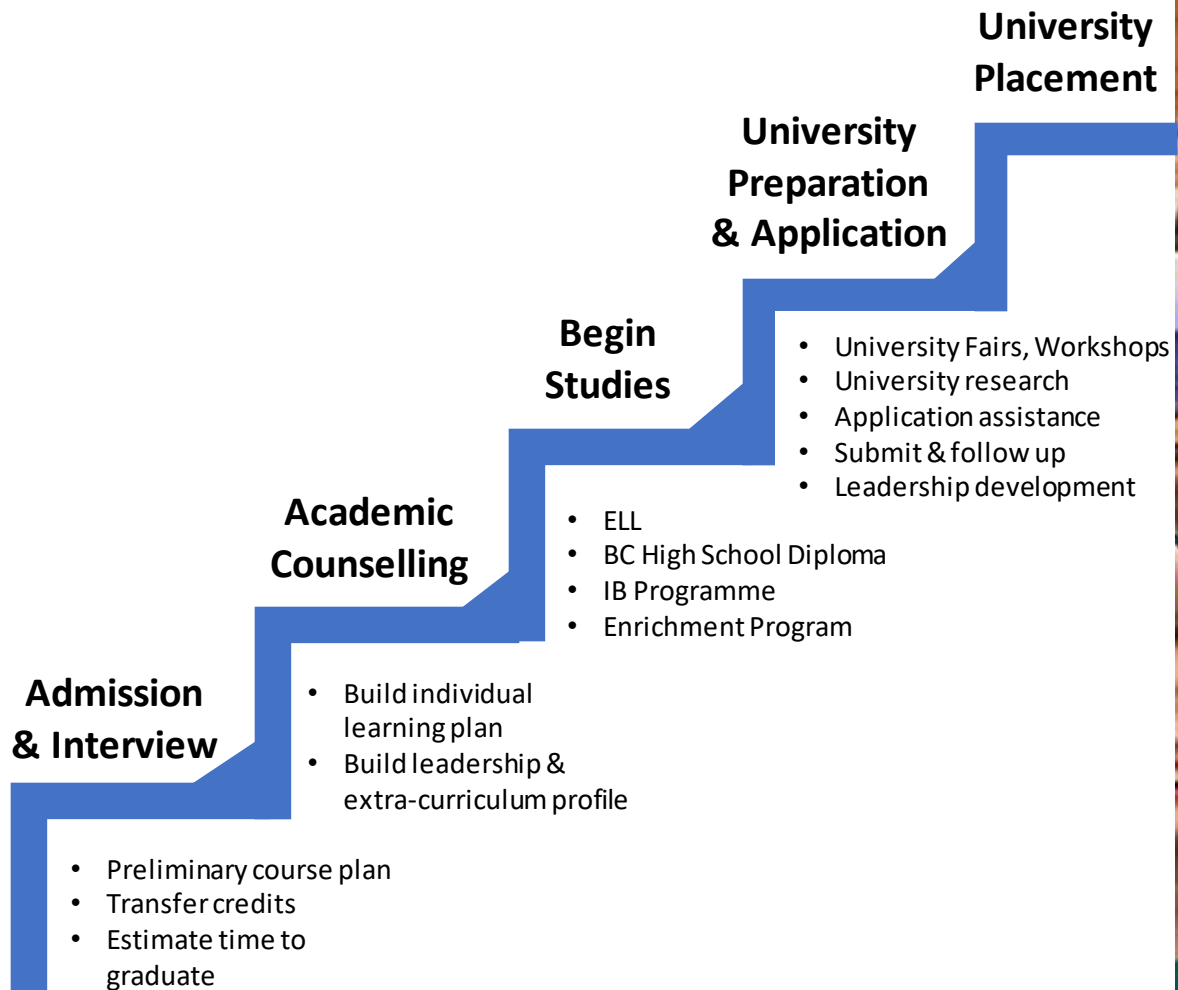 University
Placement
University
Preparation
& Application
Begin
Studies
• University Fairs, Workshops
• University research
• Application assistance
• Submit & follow up
• Leadership development
Academic
Counselling
• ELL
• BC High School Diploma
• IB Programme
• Enrichment Program
Admission
& Interview
• Build individual
learning plan
• Build leadership &
extra-curriculum profile
• Preliminary course plan
• Transfer credits
• Estimate time to
graduate